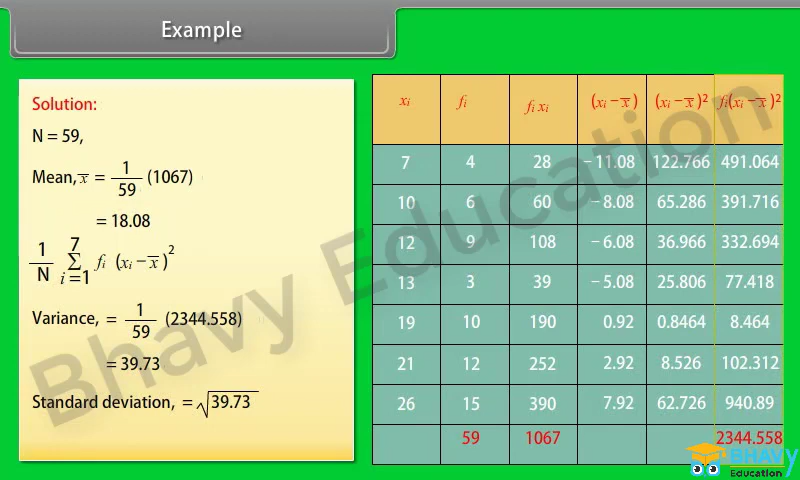 Example
Solution:
N = 59,
Mean, x̅ = 1/59 (1067)
= 18.08
1/N 7 Σ i = 1 fᵢ (xᵢ – x̅)²
Variance, = 1/59 (2344.558)
= 39.73
Standard deviation, = √39.73
xᵢ fᵢ fᵢ xᵢ (xᵢ – x̅) (xᵢ – x̅)² fᵢ(xᵢ – x̅)²
7 4 28 – 11.08 122.766 491.064
10 6 60 – 8.08 65.286 391.716
12 9 108 – 6.08 36.966 332.694
13 3 39 – 5.08 25.806 77.418
19 10 190 0.92 0.8464 8.464
21 12 252 2.92 8.526 102.312
26 15 390 7.92 62.726 940.89
59 1067 2344.558
Bhavy Education
BHAVy
Education